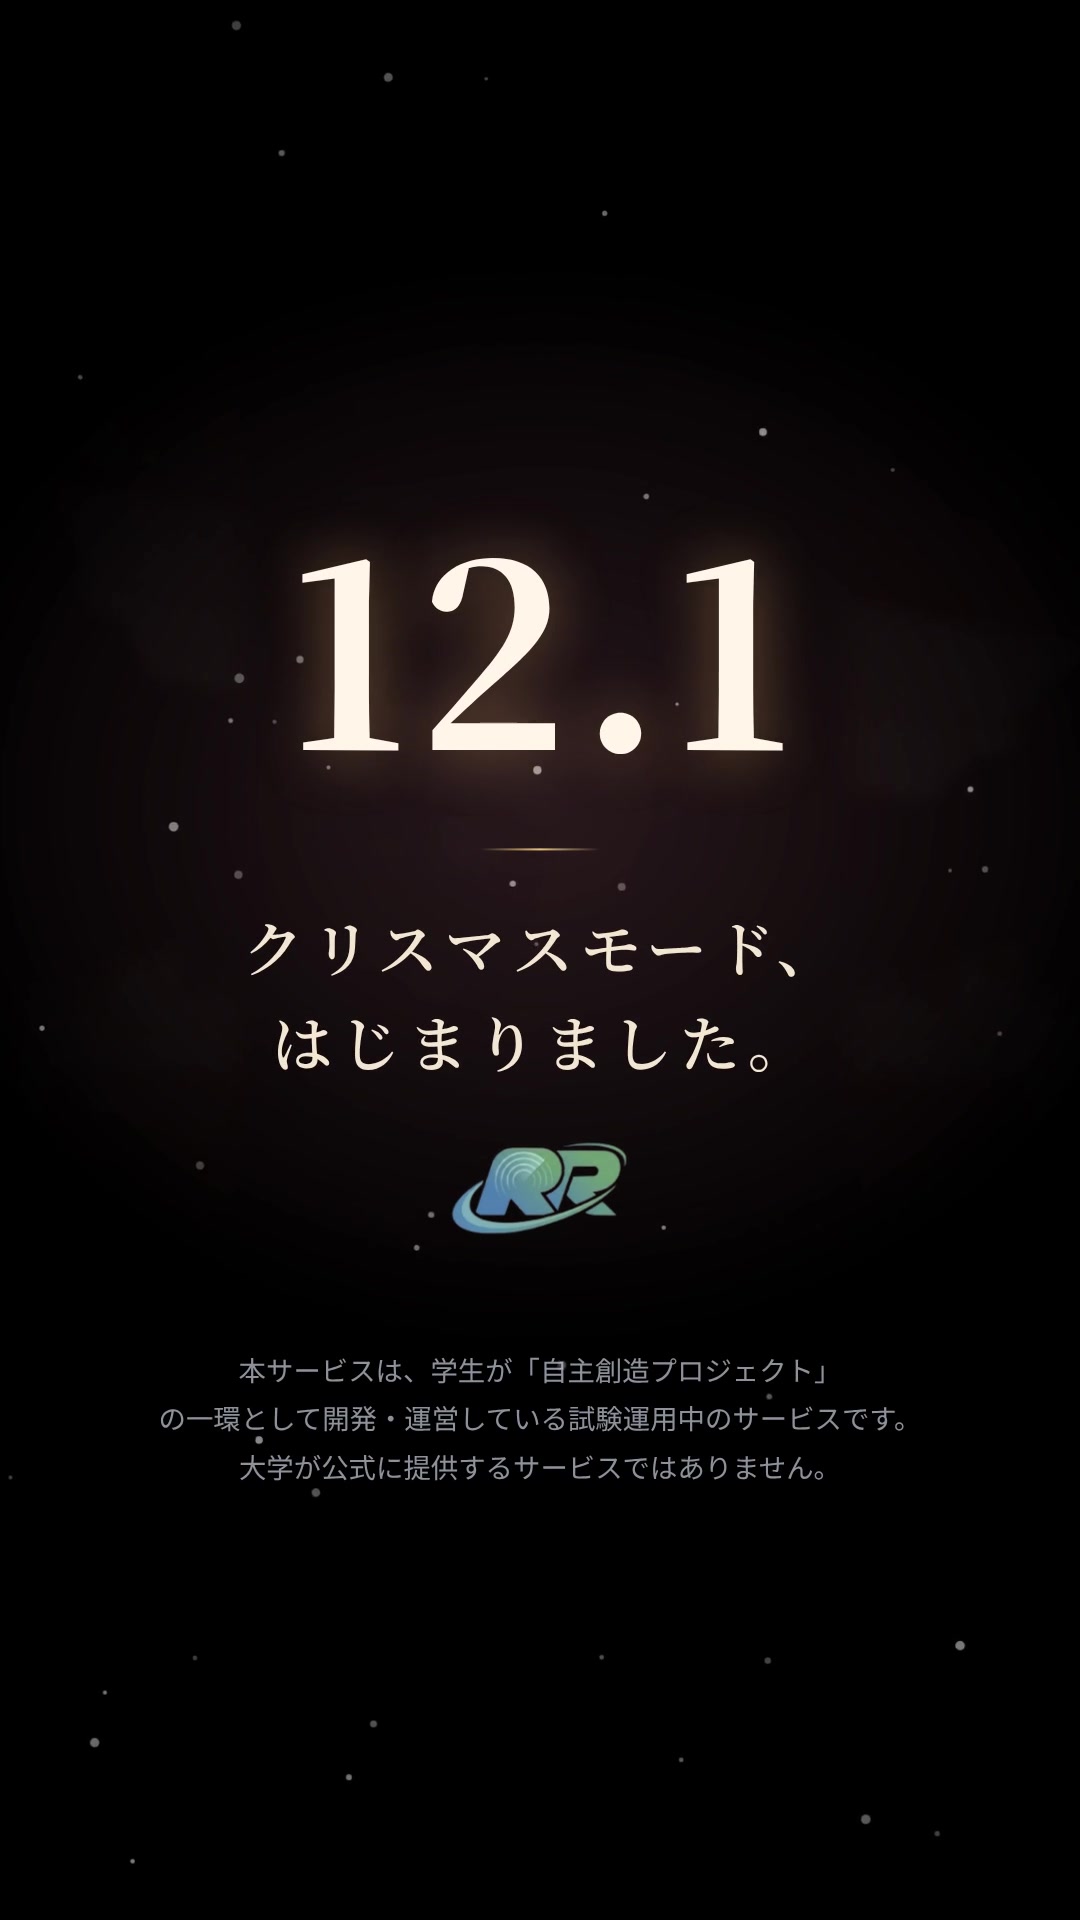 12.1
クリスマスモード、
はじまりました。
RR
本サービスは、学生が「自主創造プロジェクト」
の一環として開発・運営している試験運用中のサービスです。
大学が公式に提供するサービスではありません。